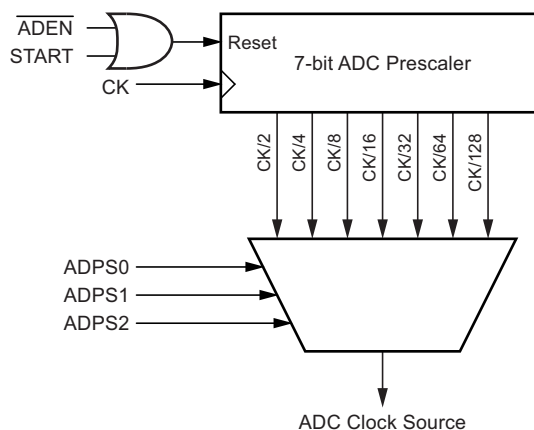 ADEN
START
CK
Reset
7-bit ADC Prescaler
CK/2
CK/4
CK/8
CK/16
CK/32
CK/64
CK/128
ADPS0
ADPS1
ADPS2
ADC Clock Source